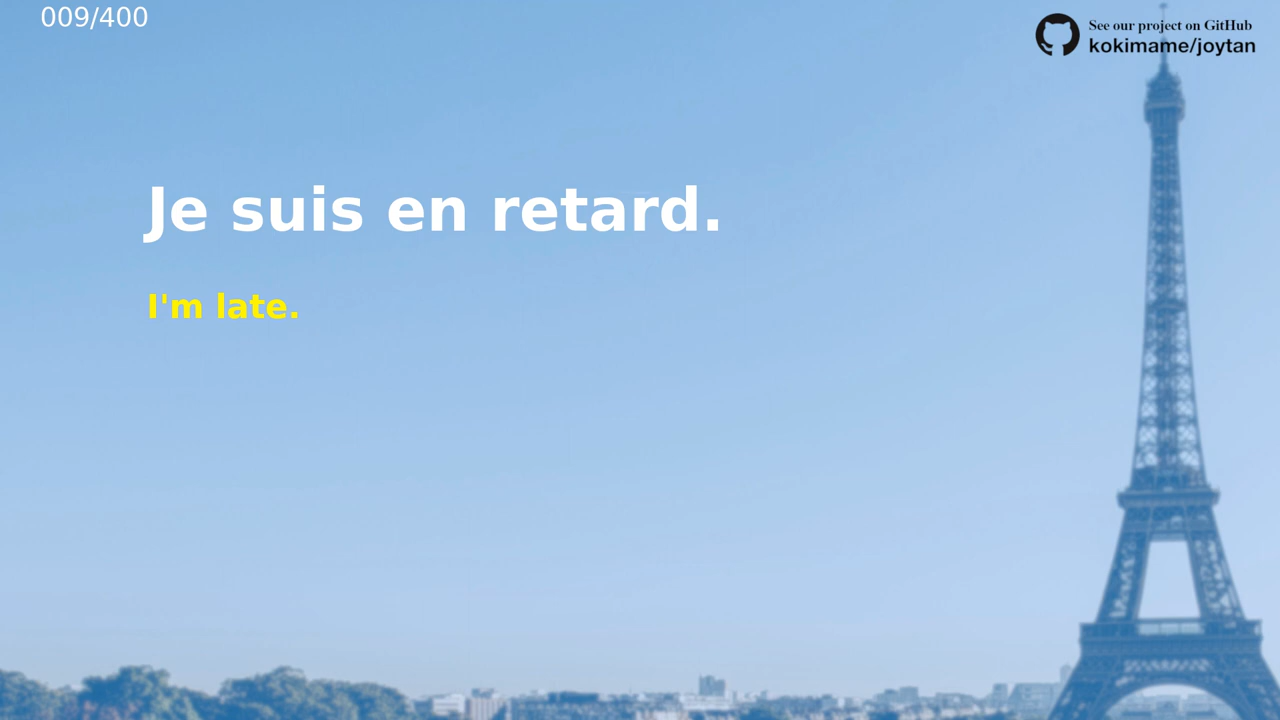 009/400
See our project on GitHub
kokimame/joytan
Je suis en retard.
I'm late.